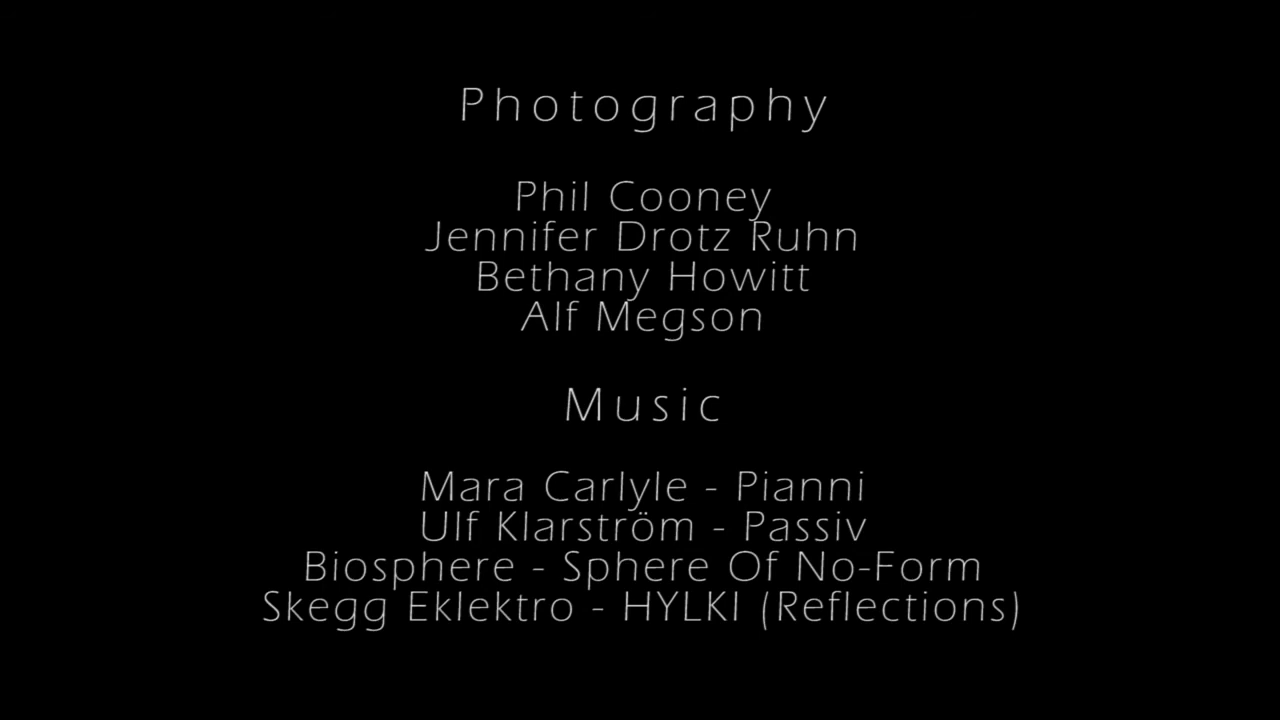 Photography
Phil Cooney
Jennifer Drotz Ruhn
Bethany Howitt
Alf Megson
Music
Mara Carlyle - Pianni
Ulf Klarström - Passiv
Biosphere - Sphere Of No-Form
Skegg Eklektro - HYLKI (Reflections)